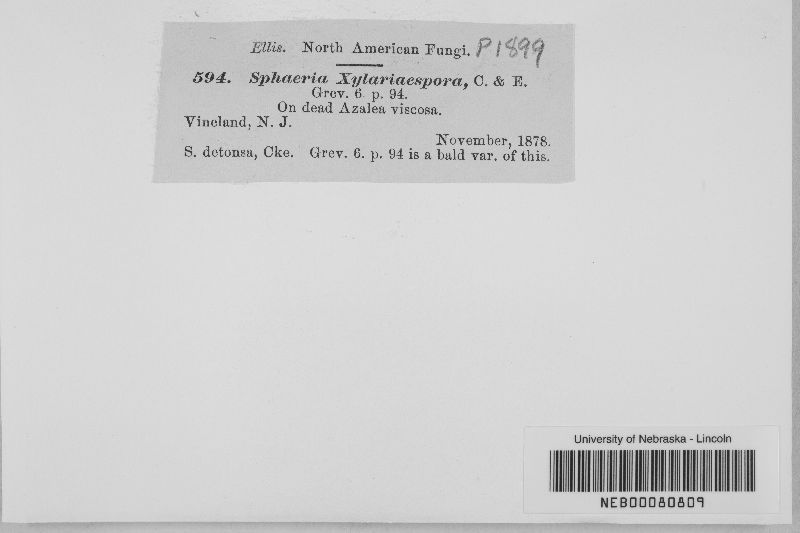 Ellis. North American Fungi. P1899
594. Sphaeria Xylariaespora, C. & E.
Grev. 6 p. 94.
On dead Azalea viscosa.
Vineland, N. J.
November, 1878.
S. detonsa, Cke. Grev. 6. p. 94 is a bald var. of this.
University of Nebraska - Lincoln
NEB00080809